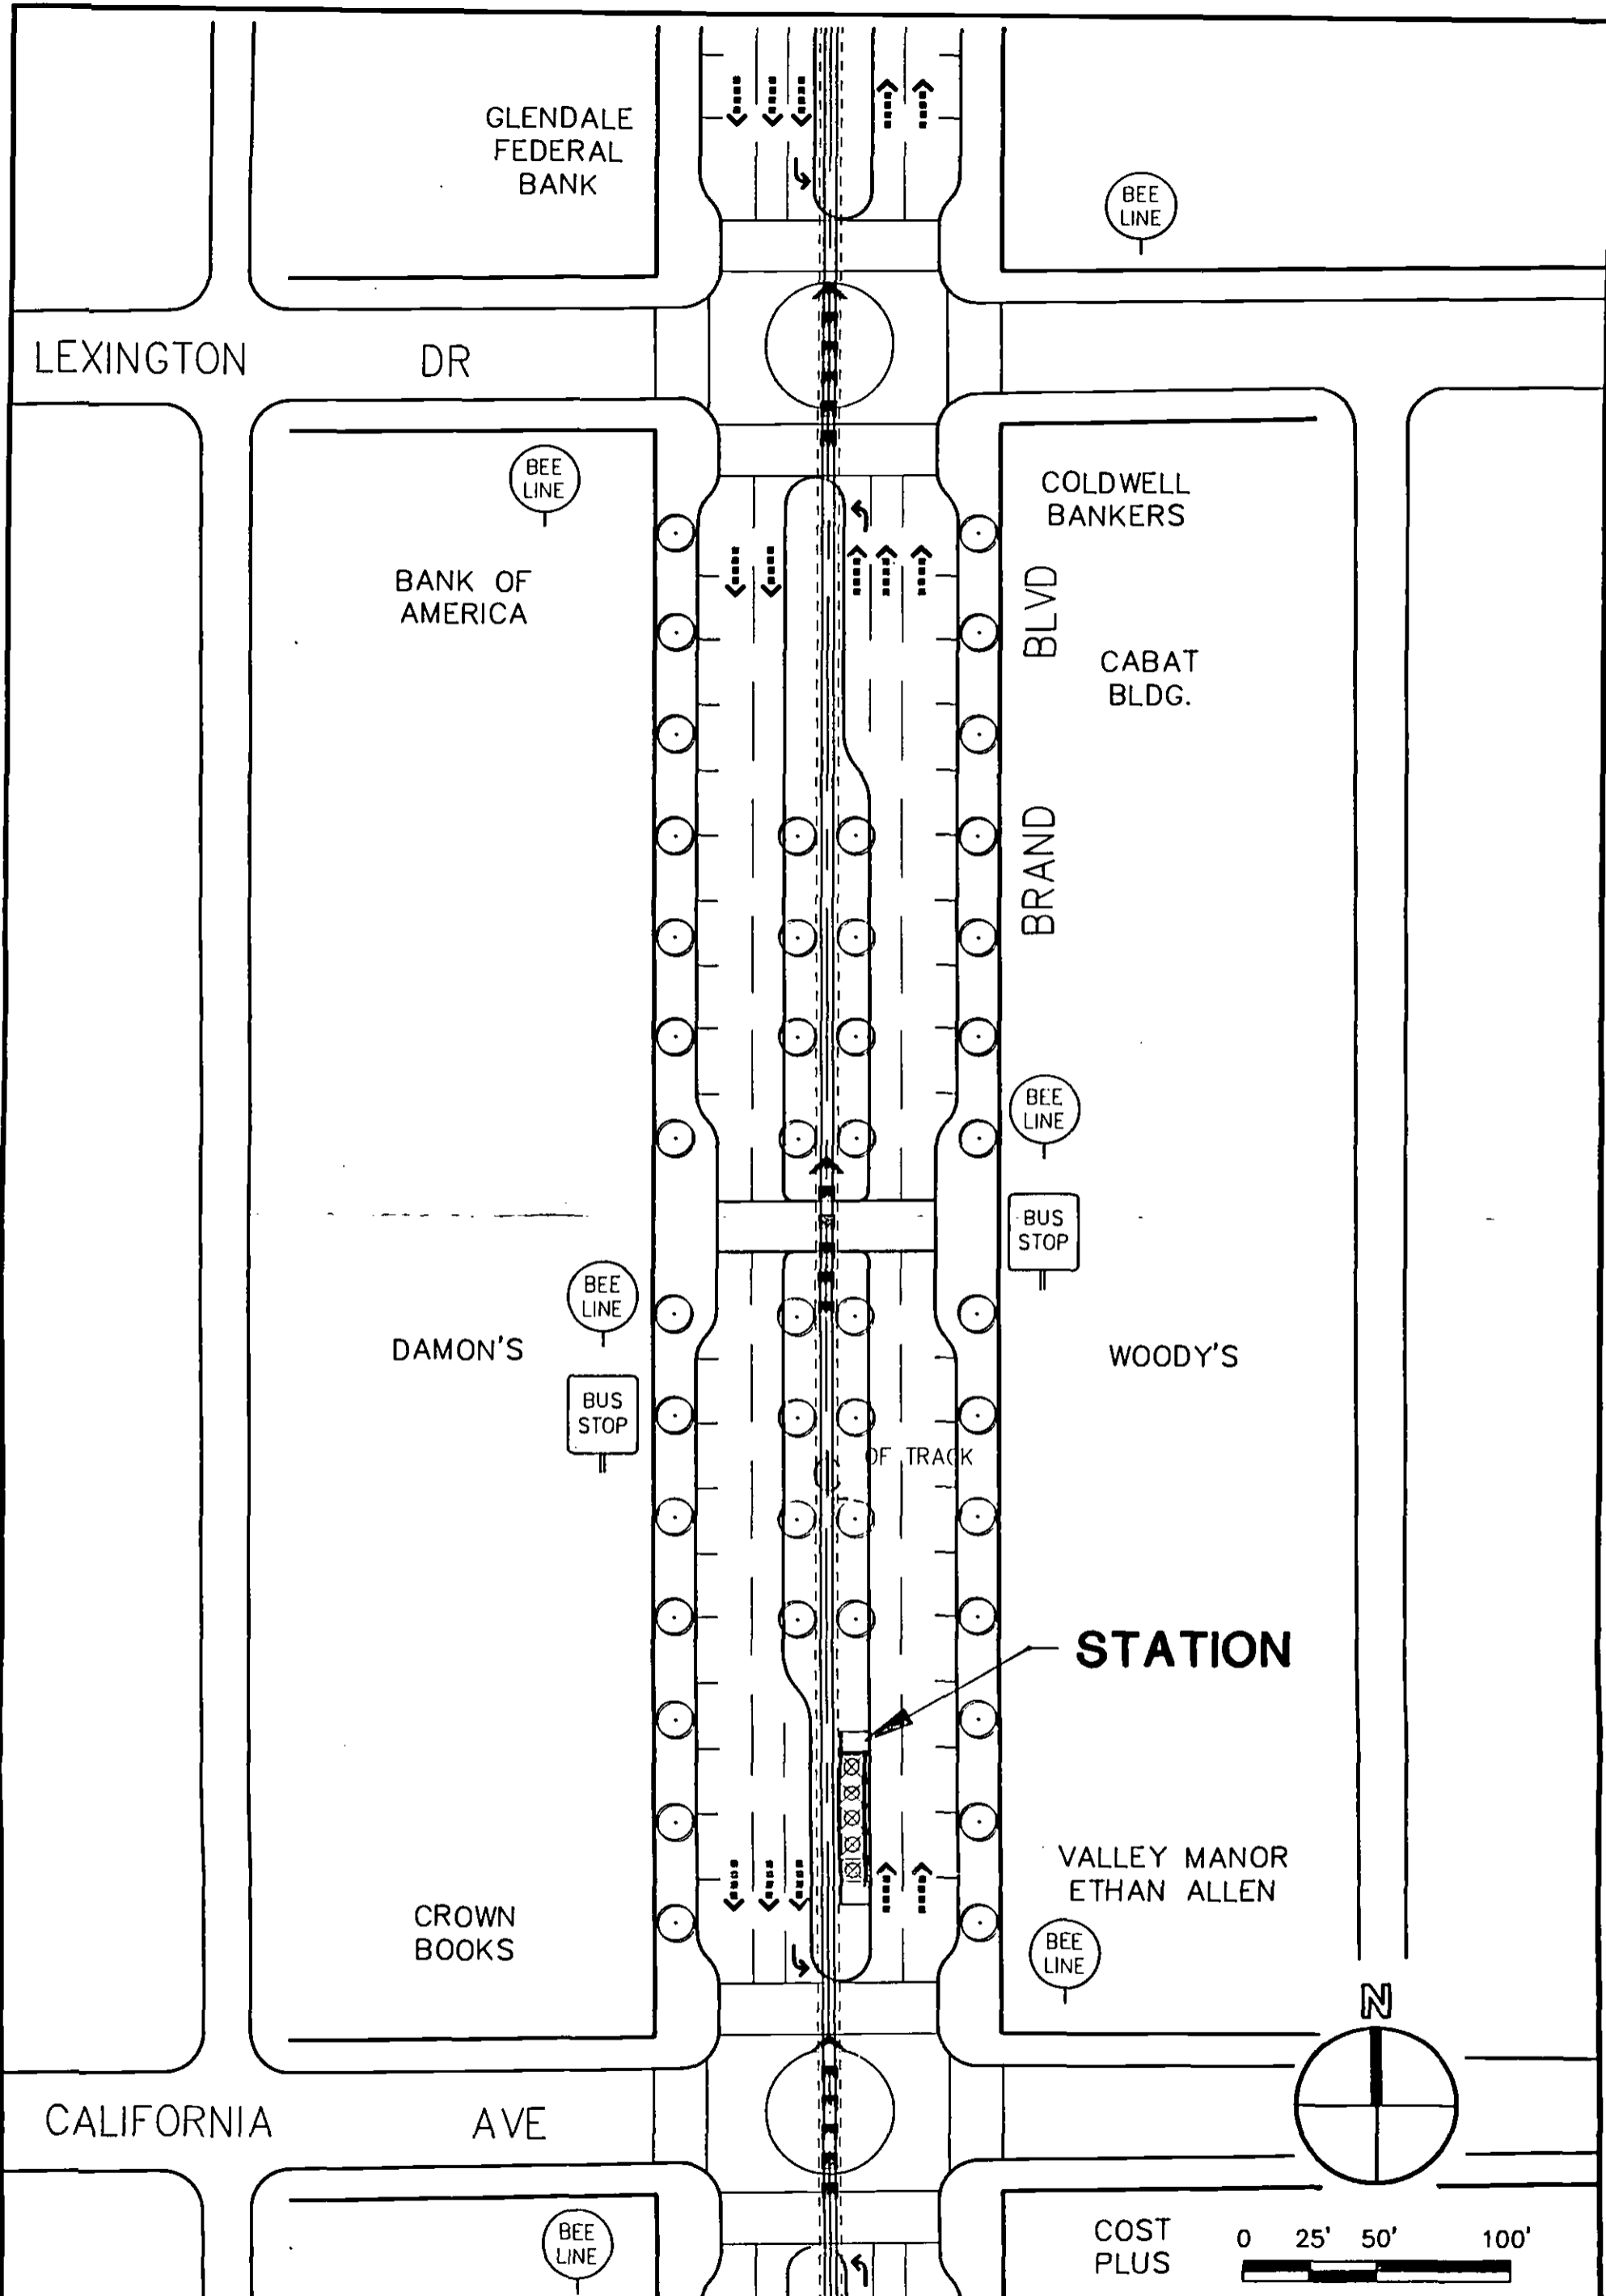 GLENDALE
FEDERAL
BANK
BEE
LINE
LEXINGTON DR
BEE
LINE
COLDWELL
BANKERS
BANK OF
AMERICA
BRAND BLVD
CABAT
BLDG.
BEE
LINE
BUS
STOP
BEE
LINE
DAMON'S
WOODY'S
BUS
STOP
OF TRACK
STATION
VALLEY MANOR
ETHAN ALLEN
CROWN
BOOKS
BEE
LINE
N
CALIFORNIA AVE
BEE
LINE
COST
PLUS
0 25' 50' 100'